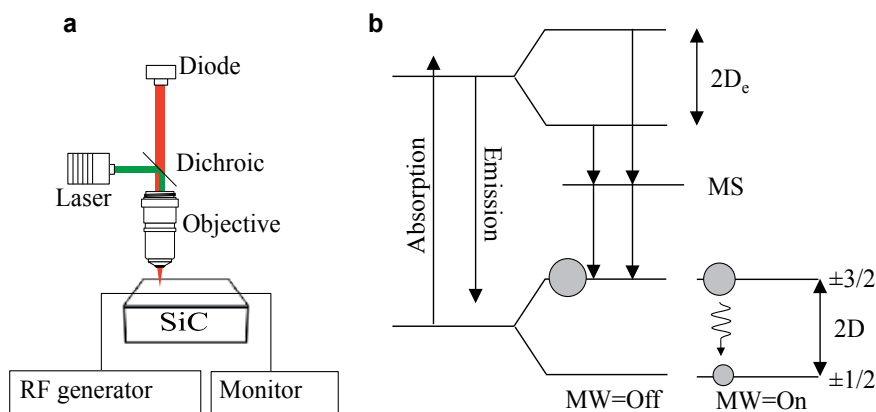 a
Diode
Dichroic
Laser
Objective
SiC
RF generator
Monitor
b
Absorption
Emission
2Dₑ
MS
±3/2
2D
±1/2
MW=Off
MW=On